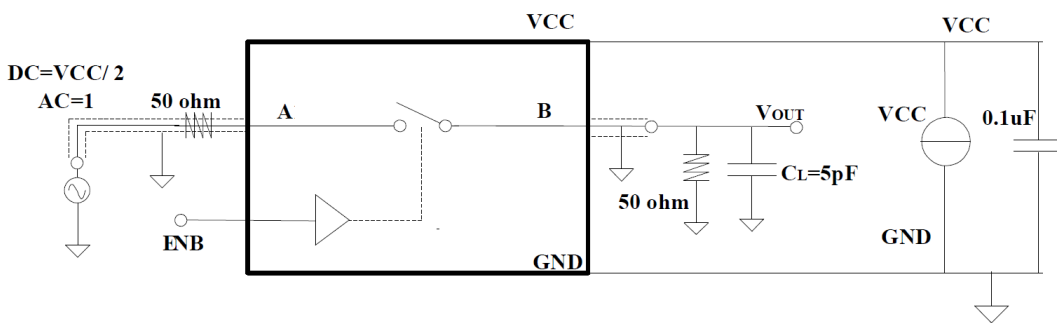 VCC
VCC
DC=VCC/ 2
AC=1
50 ohm
A
B
VOUT
VCC
0.1uF
CL=5pF
50 ohm
ENB
GND
GND